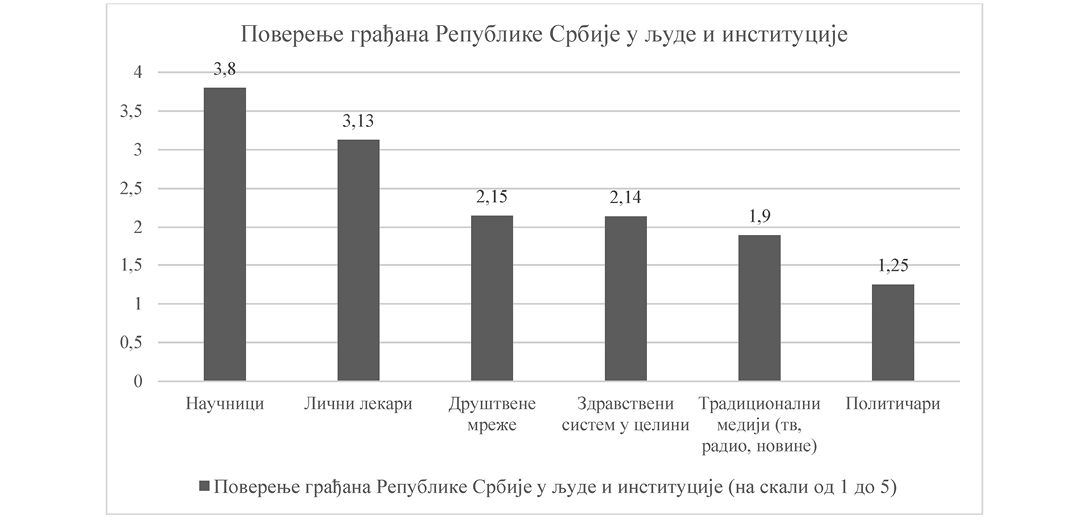 Поверење грађана Републике Србије у људе и институције
4
3,5
3
2,5
2
1,5
1
0,5
0
3,8
3,13
2,15
2,14
1,9
1,25
Научници
Лични лекари
Друштвене
мреже
Здравствени
систем у целини
Традиционални
медији (тв,
радио, новине)
Политичари
Поверење грађана Републике Србије у људе и институције (на скали од 1 до 5)